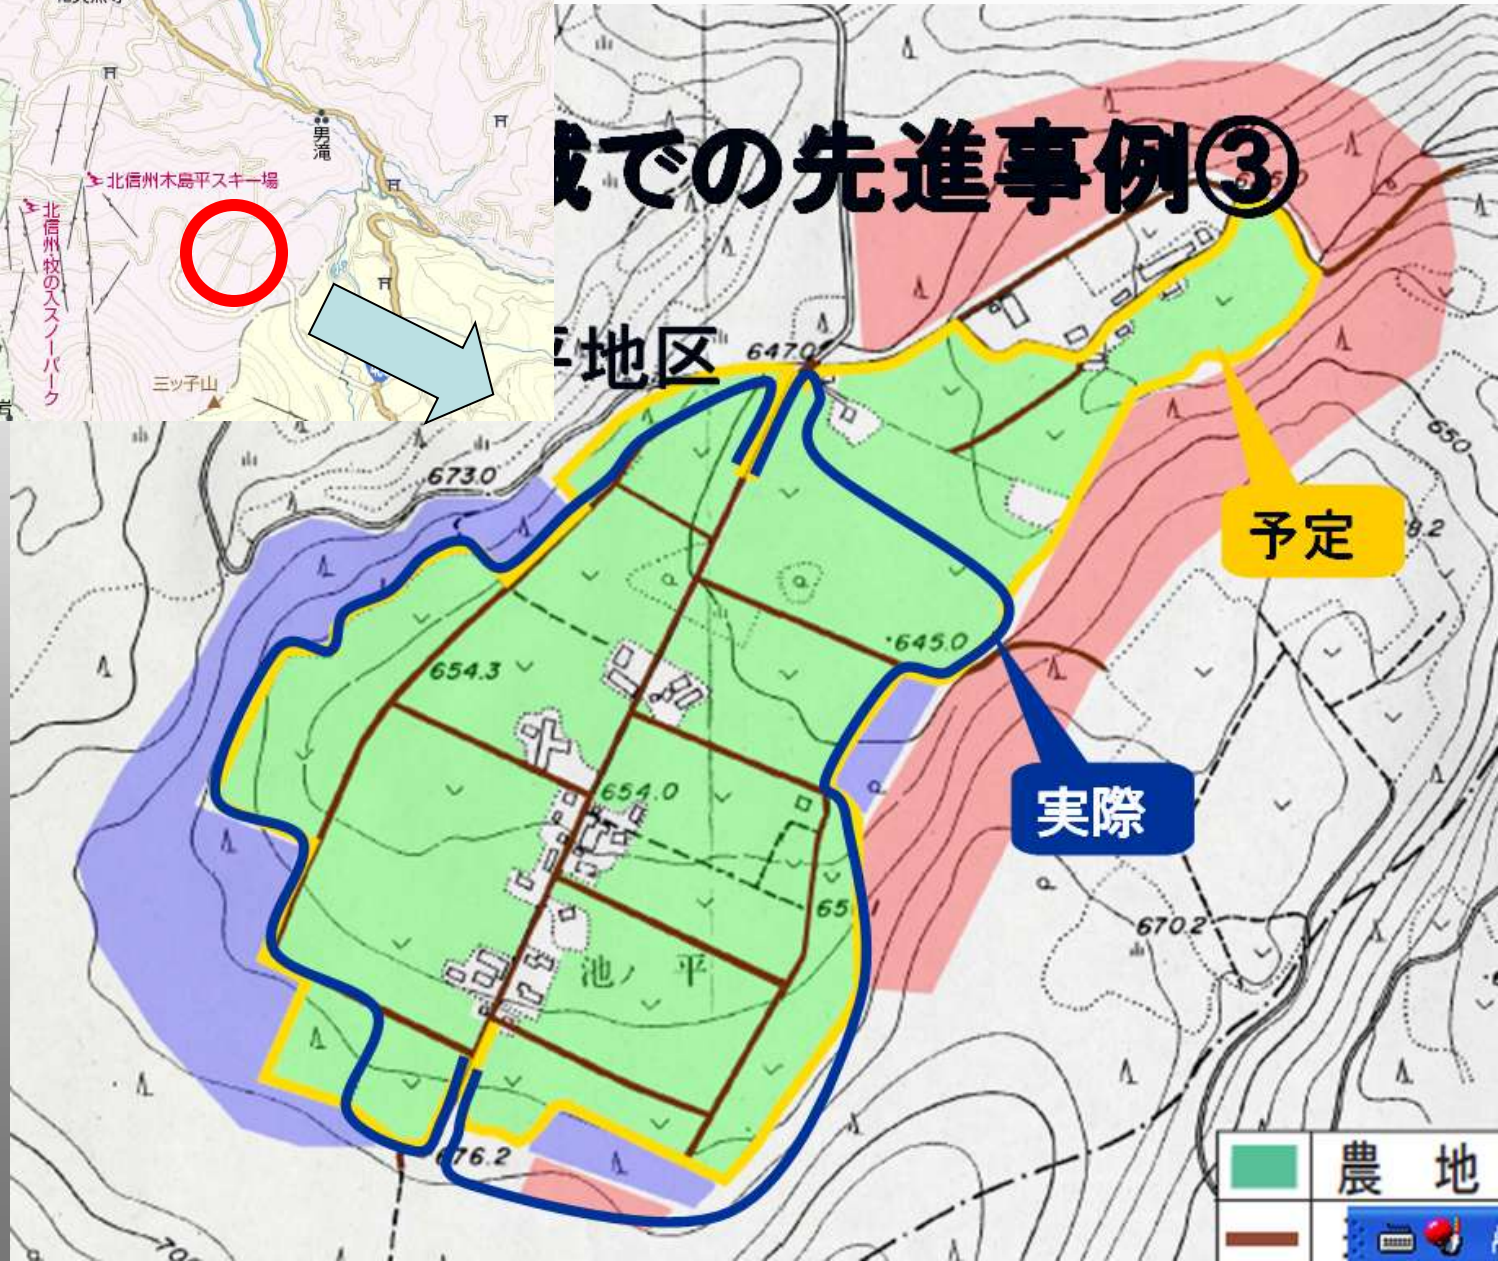 域での先進事例③
平地区
男滝
北信州木島平スキー場
北信州・牧の入スノーパーク
三ッ子山
647.0
673.0
650
予定
8.2
645.0
654.3
実際
654.0
65
670.2
池ノ平
676.2
農 地